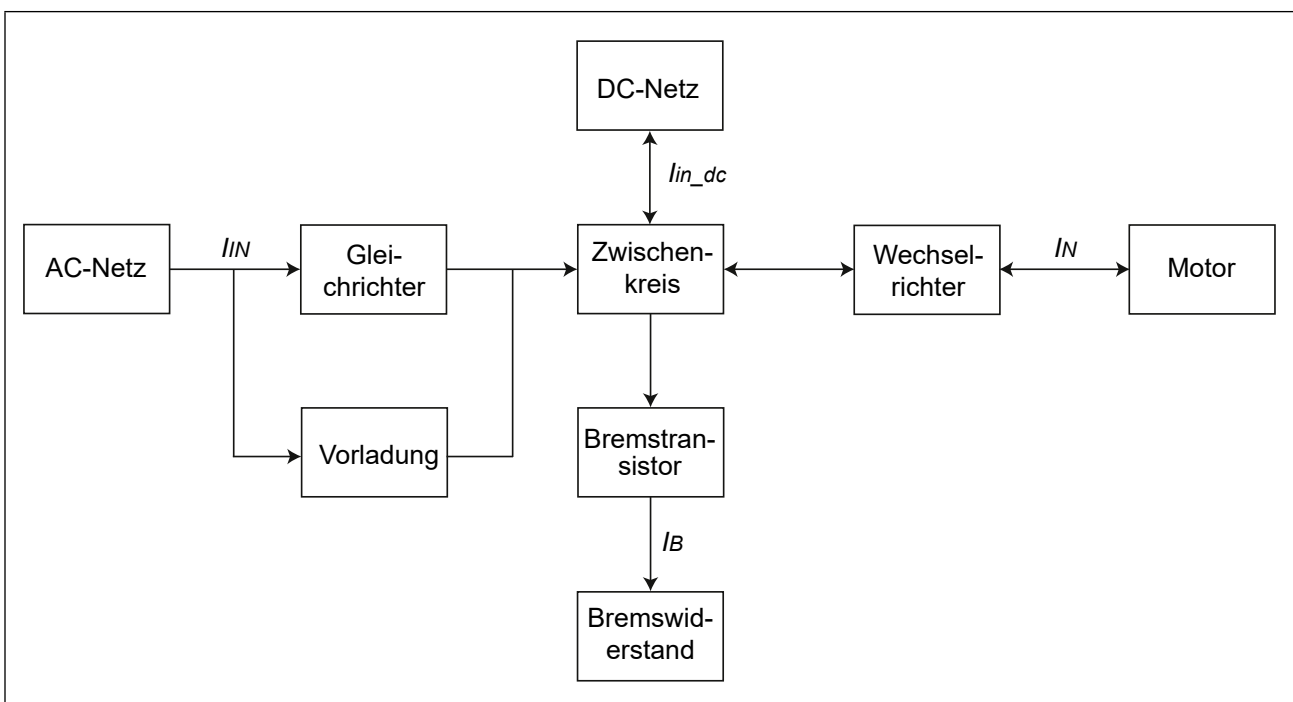 DC-Netz
Iin_dc
AC-Netz
IIN
Glei-
chrichter
Zwischen-
kreis
Wechsel-
richter
IN
Motor
Vorladung
Bremstran-
sistor
IB
Bremswid-
erstand